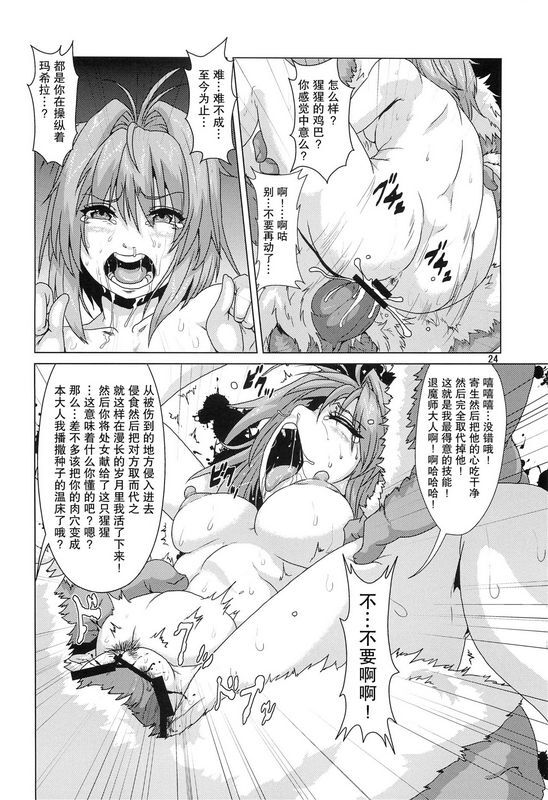 怎么样？
猩猩的鸡巴
你感觉中意么？
啊！…啊咕
别…不要再动了…
难…难不成
至今为止…
都是你在操纵着
玛希拉…
24
嘻嘻嘻…没错哦！
寄生然后把他的心吃干净
然后完全取代掉他！
这就是我最得意的技能！
退魔师大人啊！啊哈哈哈！
从被伤到的地方侵入进去
侵食然后把对方取而代之
就这样在漫长的岁月里我活了下来！
然后你将处女献给了这只猩猩
…这意味着什么你懂的吧？嗯？
那么…差不多该把你的肉穴变成
本大人我播撒种子的温床了哦？
不…不要啊啊！